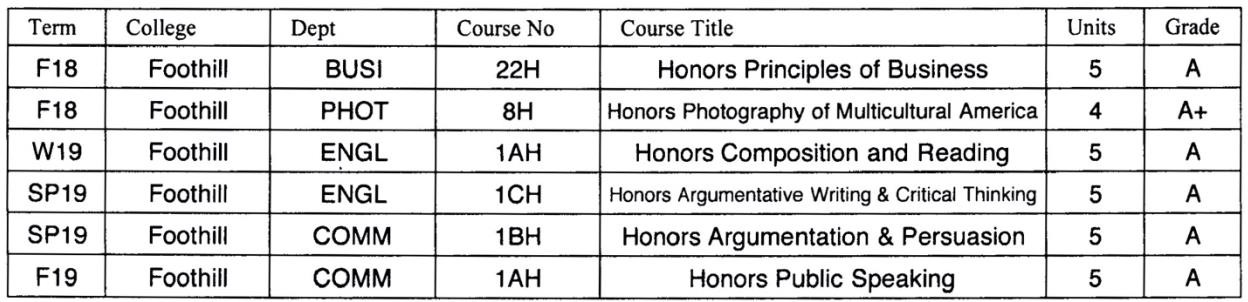 Term College Dept Course No Course Title Units Grade
F18 Foothill BUSI 22H Honors Principles of Business 5 A
F18 Foothill PHOT 8H Honors Photography of Multicultural America 4 A+
W19 Foothill ENGL 1AH Honors Composition and Reading 5 A
SP19 Foothill ENGL 1CH Honors Argumentative Writing & Critical Thinking 5 A
SP19 Foothill COMM 1BH Honors Argumentation & Persuasion 5 A
F19 Foothill COMM 1AH Honors Public Speaking 5 A